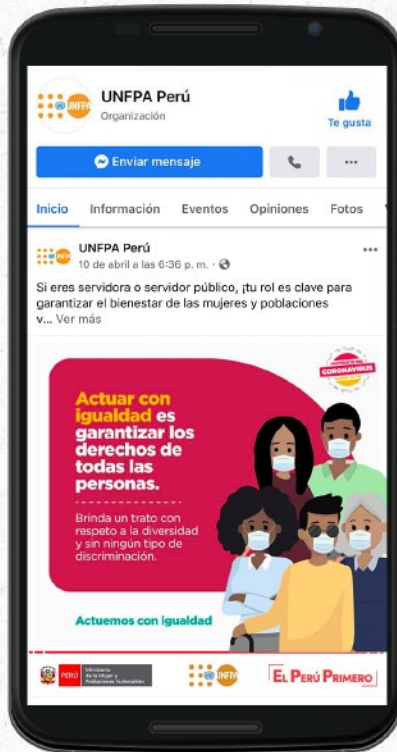 UNFPA
UNFPA Perú
Organización
Te gusta
Enviar mensaje
Inicio Información Eventos Opiniones Fotos
UNFPA
UNFPA Perú
10 de abril a las 6:36 p. m.
Si eres servidora o servidor público, ¡tu rol es clave para
garantizar el bienestar de las mujeres y poblaciones
v... Ver más
CORONAVIRUS
Actuar con
igualdad es
garantizar los
derechos de
todas las
personas.
Brinda un trato con
respeto a la diversidad
y sin ningún tipo de
discriminación.
Actuemos con igualdad
PERÚ
Ministerio
de la Mujer y
Poblaciones Vulnerables
UNFPA
EL PERÚ PRIMERO